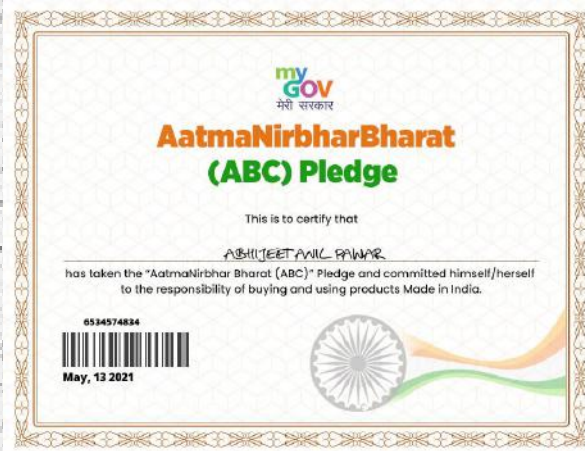 my
GOV
मेरी सरकार
AatmaNirbharBharat
(ABC) Pledge
This is to certify that
ABHIJEET ANIL PAWAR
has taken the “AatmaNirbhar Bharat (ABC)” Pledge and committed himself/herself
to the responsibility of buying and using products Made in India.
6534574834
May, 13 2021